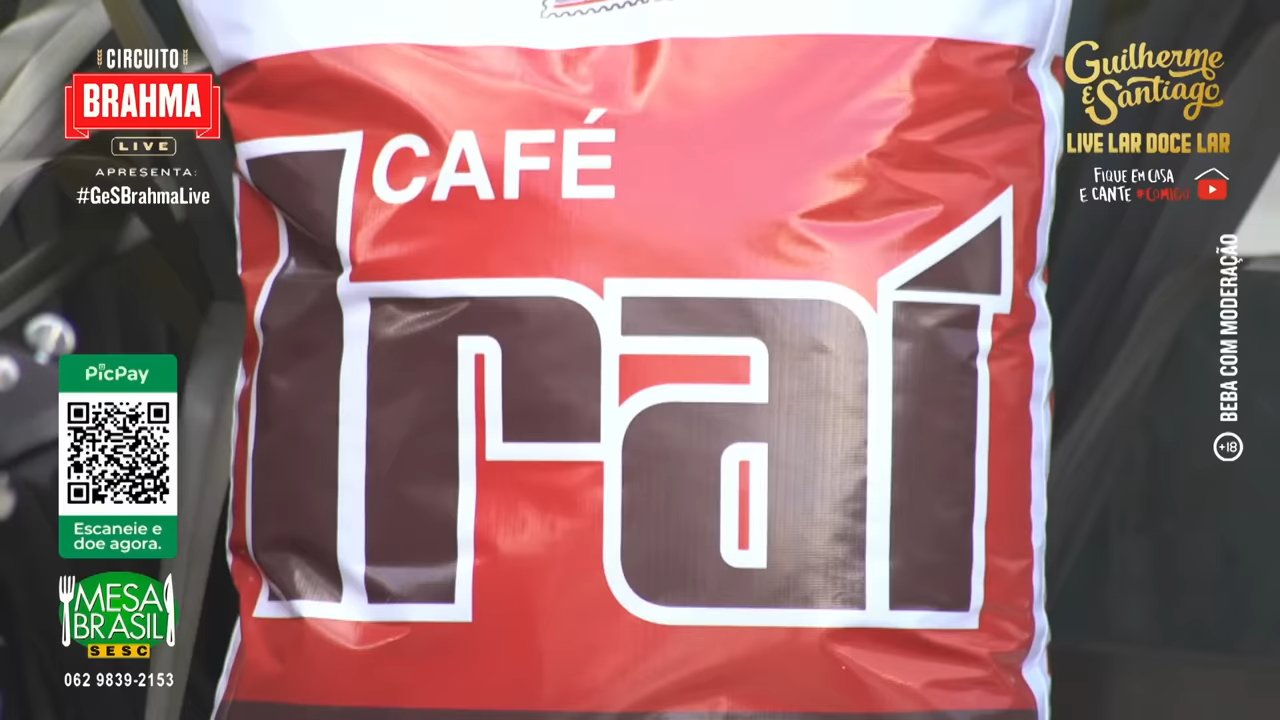 CIRCUITO
BRAHMA
LIVE
APRESENTA:
#GeSBrahmaLive
Guilherme
& Santiago
LIVE LAR DOCE LAR
FIQUE EM CASA
E CANTE #COMIGO
CAFÉ
Iraí
BEBA COM MODERAÇÃO
+18
PicPay
Escaneie e
doe agora.
MESA
BRASIL
SESC
062 9839-2153